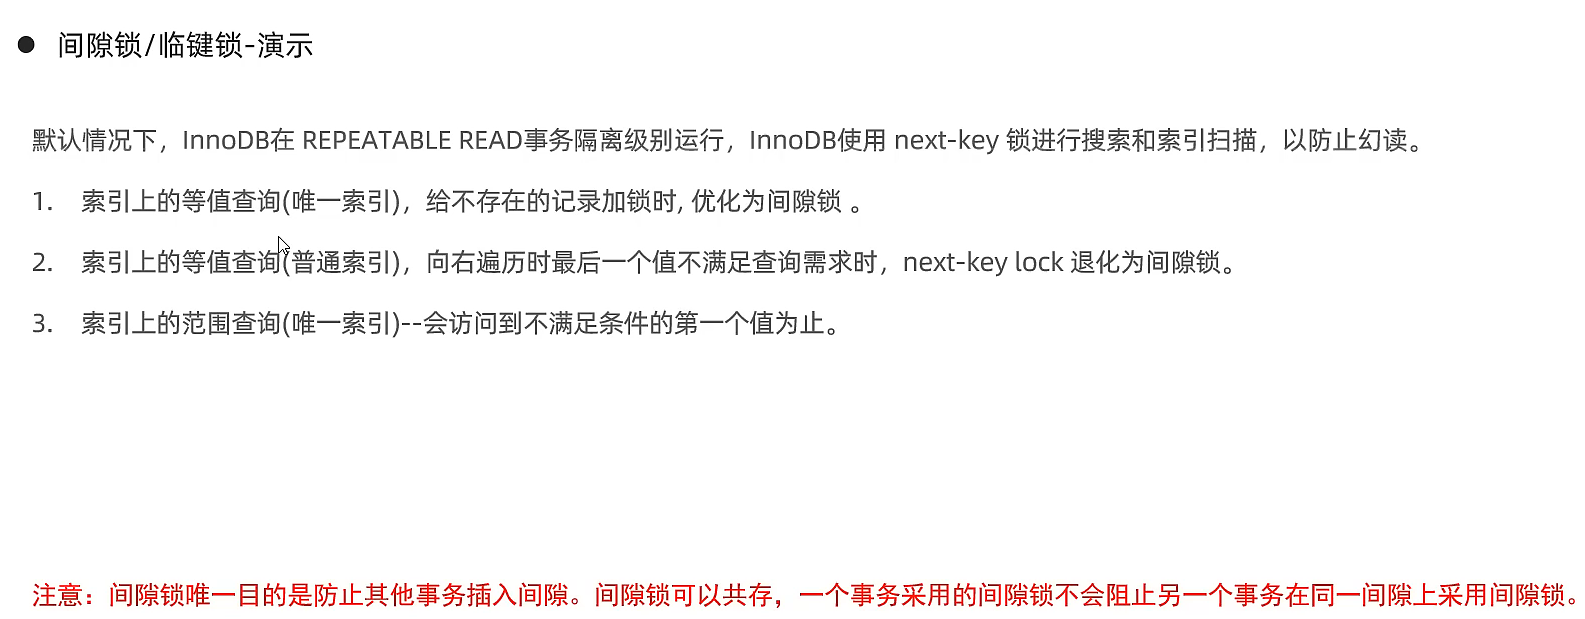 ● 间隙锁/临键锁-演示
默认情况下，InnoDB在 REPEATABLE READ事务隔离级别运行，InnoDB使用 next-key 锁进行搜索和索引扫描，以防止幻读。
1. 索引上的等值查询(唯一索引)，给不存在的记录加锁时, 优化为间隙锁 。
2. 索引上的等值查询(普通索引)，向右遍历时最后一个值不满足查询需求时，next-key lock 退化为间隙锁。
3. 索引上的范围查询(唯一索引)--会访问到不满足条件的第一个值为止。
注意：间隙锁唯一目的是防止其他事务插入间隙。间隙锁可以共存，一个事务采用的间隙锁不会阻止另一个事务在同一间隙上采用间隙锁。